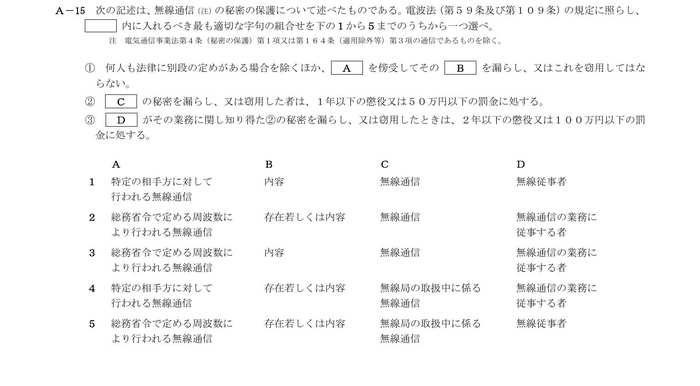 A－15 次の記述は、無線通信（注）の秘密の保護について述べたものである。電波法（第５９条及び第１０９条）の規定に照らし、
内に入れるべき最も適切な字句の組合せを下の１から５までのうちから一つ選べ。
注 電気通信事業法第４条（秘密の保護）第１項又は第１６４条（適用除外等）第３項の通信であるものを除く。
① 何人も法律に別段の定めがある場合を除くほか、 A を傍受してその B を漏らし、又はこれを窃用してはな
らない。
② C の秘密を漏らし、又は窃用した者は、１年以下の懲役又は５０万円以下の罰金に処する。
③ D がその業務に関し知り得た②の秘密を漏らし、又は窃用したときは、２年以下の懲役又は１００万円以下の罰
金に処する。
A B C D
1 特定の相手方に対して 内容 無線通信 無線従事者
行われる無線通信
2 総務省令で定める周波数に 存在若しくは内容 無線通信 無線通信の業務に
より行われる無線通信 従事する者
3 総務省令で定める周波数に 内容 無線通信 無線通信の業務に
より行われる無線通信 従事する者
4 特定の相手方に対して 存在若しくは内容 無線局の取扱中に係る 無線通信の業務に
行われる無線通信 無線通信 従事する者
5 総務省令で定める周波数に 存在若しくは内容 無線局の取扱中に係る 無線従事者
より行われる無線通信 無線通信